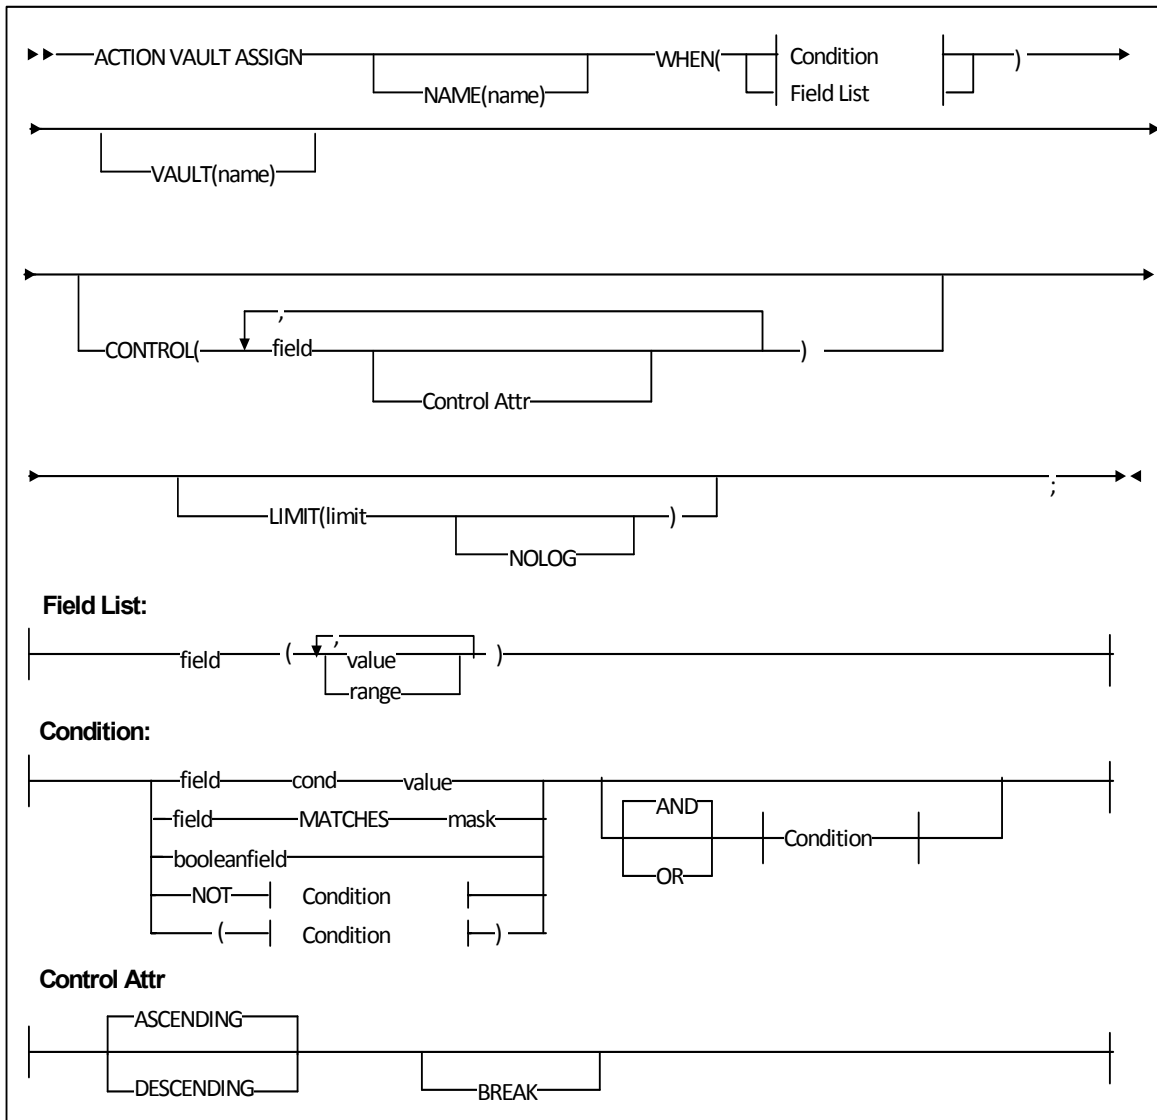 ACTION VAULT ASSIGN WHEN( Condition )
NAME(name) Field List
VAULT(name)
,
CONTROL( field )
Control Attr
;
LIMIT(limit )
NOLOG
Field List:
,
field ( value )
range
Condition:
field cond value
AND
field MATCHES mask
Condition
booleanfield
OR
NOT Condition
( Condition )
Control Attr
ASCENDING
DESCENDING
BREAK